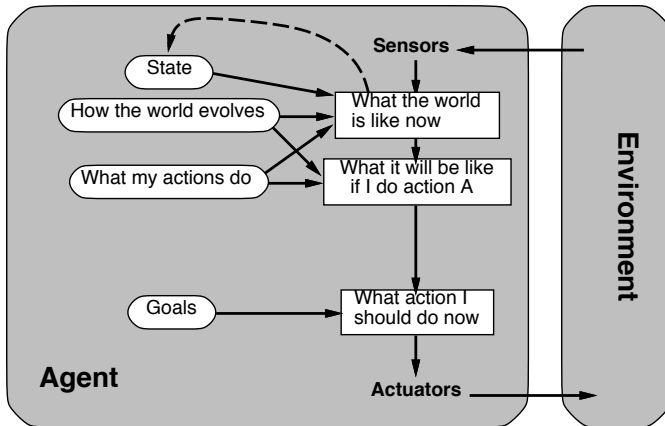 Sensors
State
How the world evolves
What the world
is like now
What my actions do
What it will be like
if I do action A
Goals
What action I
should do now
Agent
Actuators
Environment